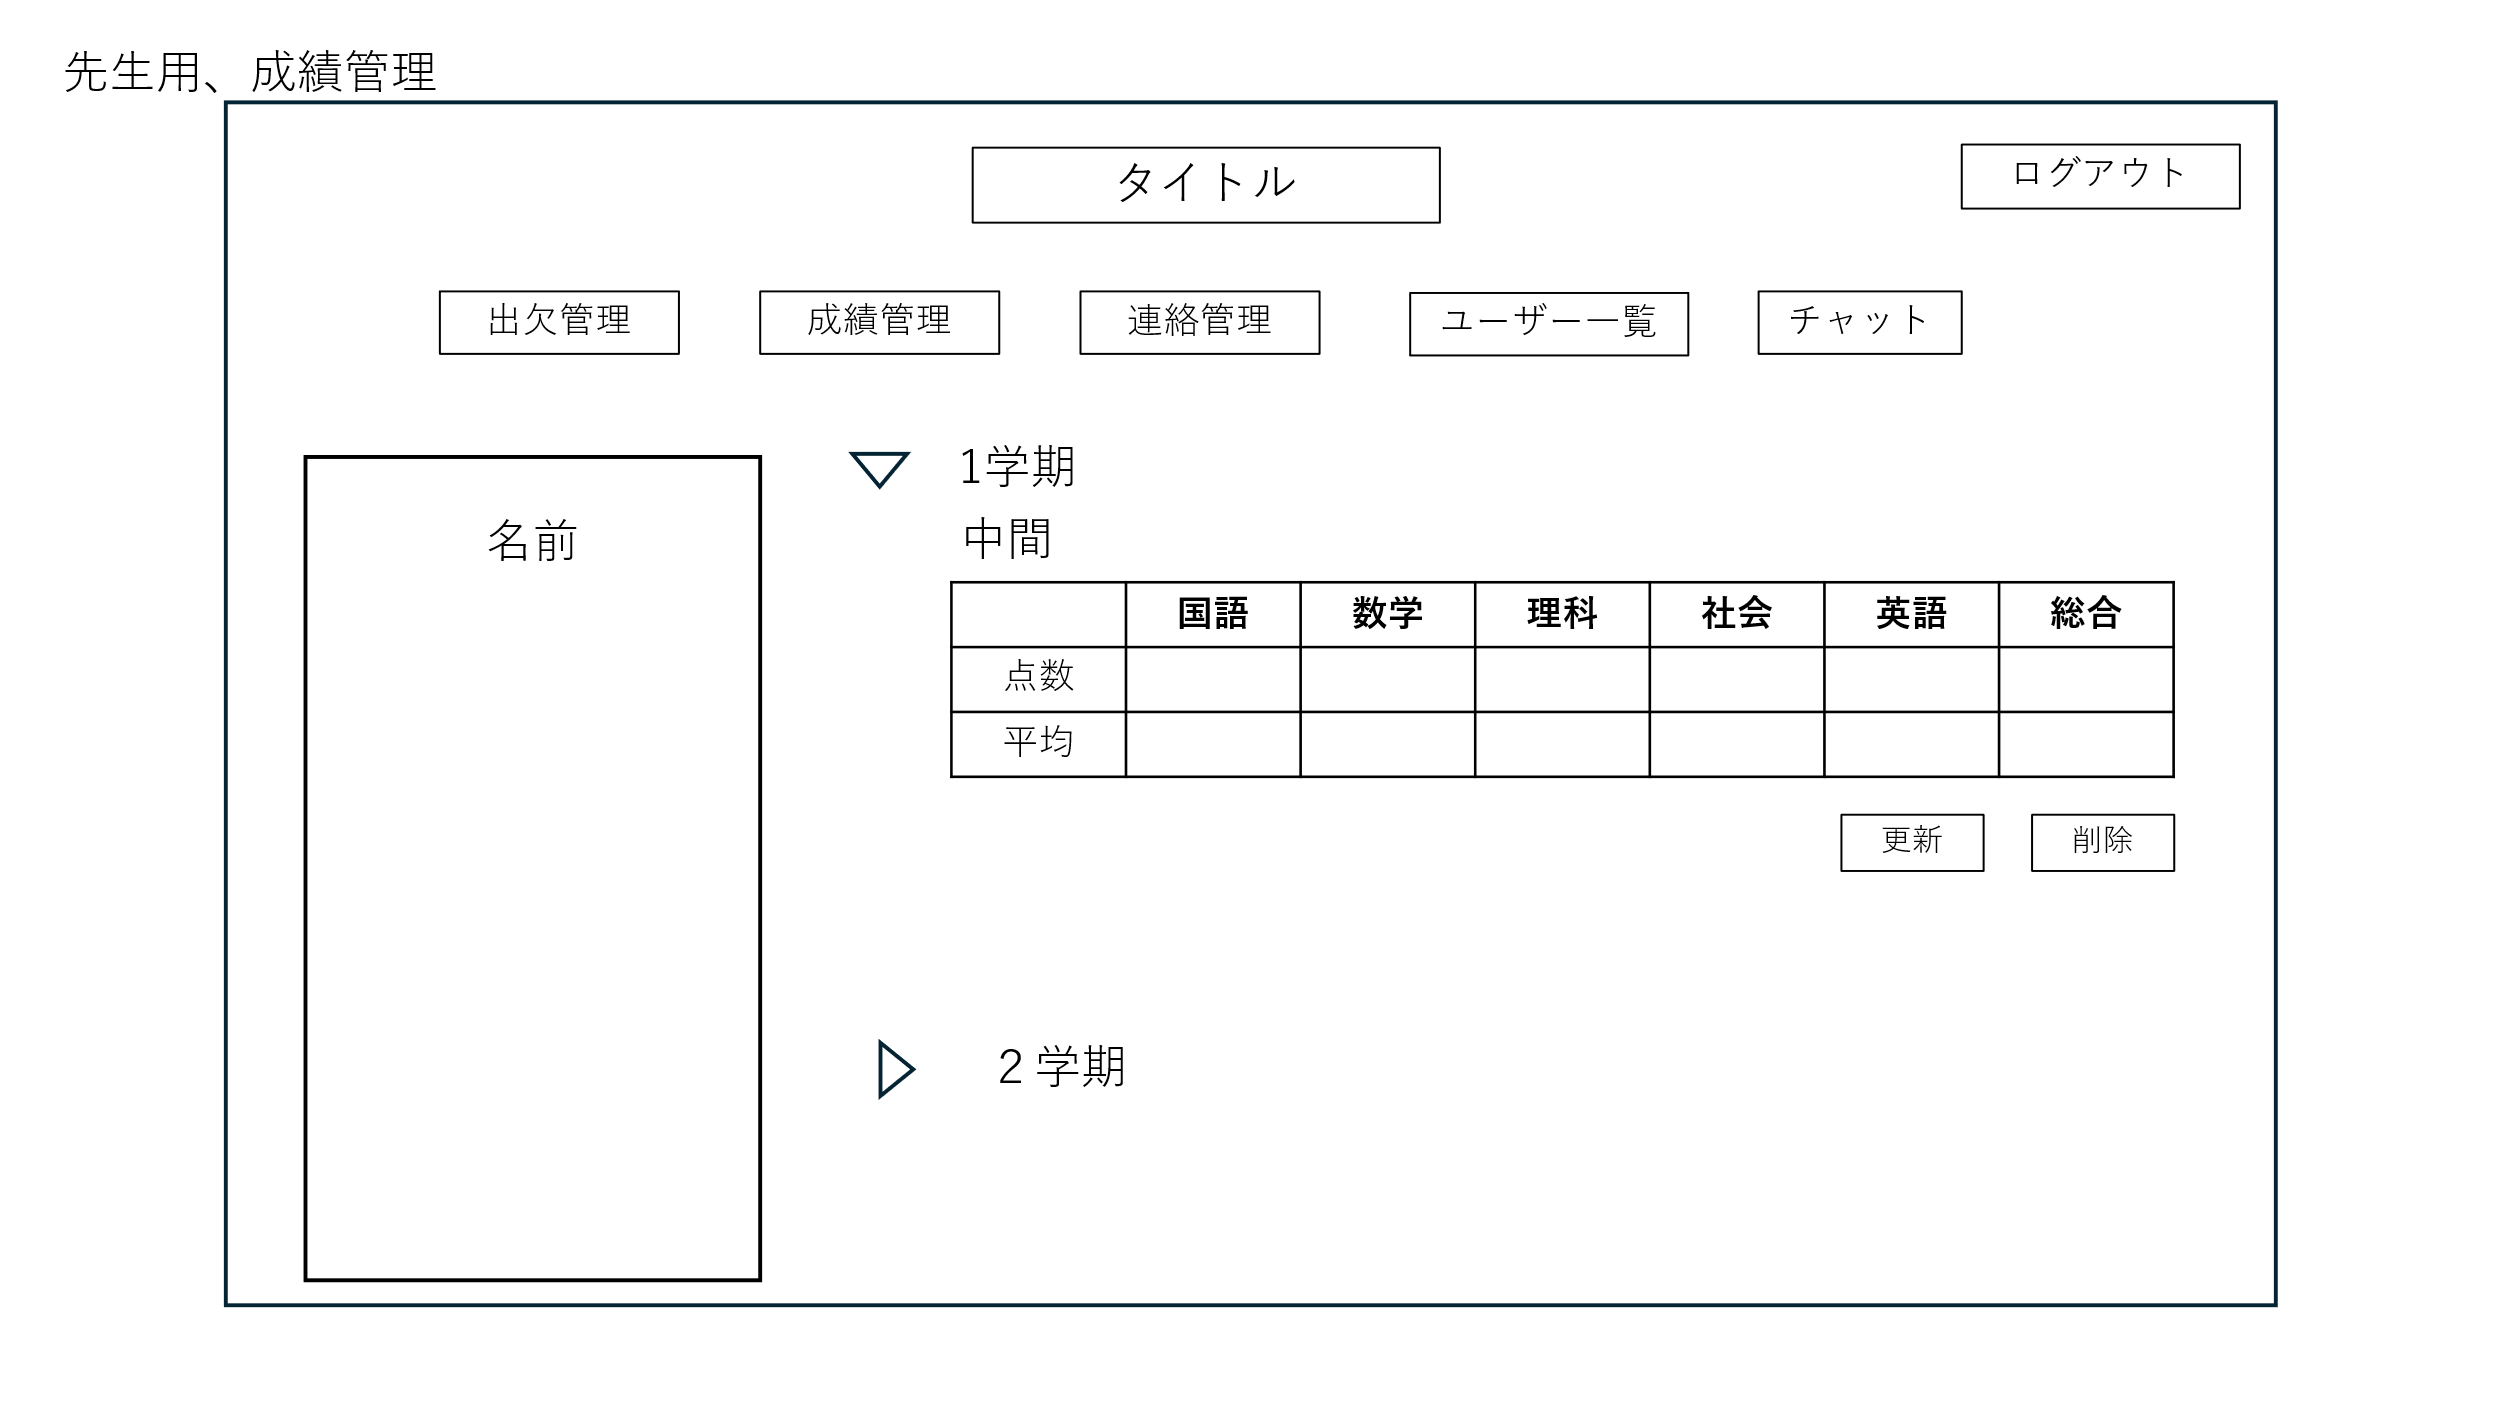 先生用、成績管理
タイトル
ログアウト
出欠管理
成績管理
連絡管理
ユーザー一覧
チャット
名前
1学期
中間
国語 数学 理科 社会 英語 総合
点数
平均
更新
削除
２学期